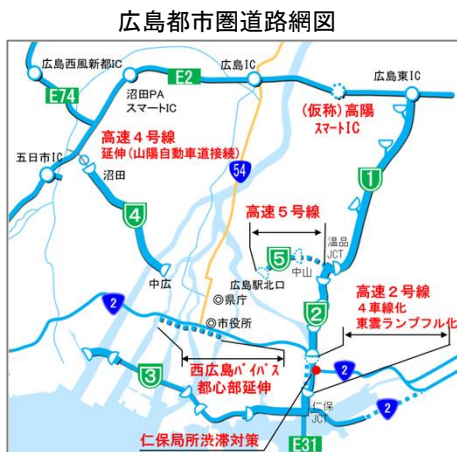 広島都市圏道路網図
広島西風新都IC
広島IC
広島東IC
E2
沼田PA
スマートIC
E74
(仮称)高陽
スマートIC
高速4号線
延伸(山陽自動車道接続)
五日市IC
沼田
54
1
高速5号線
4
温品
JCT
5
中山
広島駅北口
中広
◎県庁
2
高速2号線
4車線化
東雲ランプフル化
2
◎市役所
西広島バイパス
都心部延伸
3
2
2
仁保
JCT
仁保局所渋滞対策
E31